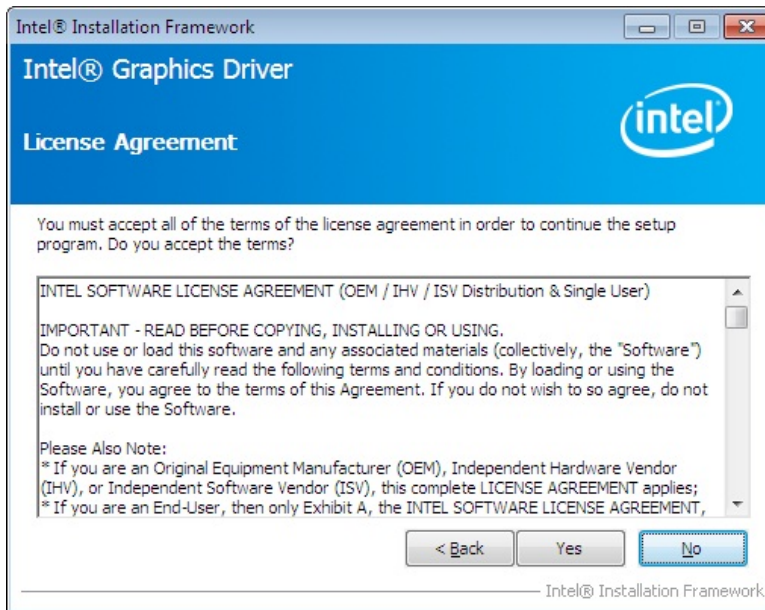 Intel® Installation Framework
Intel® Graphics Driver
License Agreement
intel®
You must accept all of the terms of the license agreement in order to continue the setup
program. Do you accept the terms?
INTEL SOFTWARE LICENSE AGREEMENT (OEM / IHV / ISV Distribution & Single User)
IMPORTANT - READ BEFORE COPYING, INSTALLING OR USING.
Do not use or load this software and any associated materials (collectively, the "Software")
until you have carefully read the following terms and conditions. By loading or using the
Software, you agree to the terms of this Agreement. If you do not wish to so agree, do not
install or use the Software.
Please Also Note:
* If you are an Original Equipment Manufacturer (OEM), Independent Hardware Vendor
(IHV), or Independent Software Vendor (ISV), this complete LICENSE AGREEMENT applies;
* If you are an End-User, then only Exhibit A, the INTEL SOFTWARE LICENSE AGREEMENT,
< Back Yes No
Intel® Installation Framework